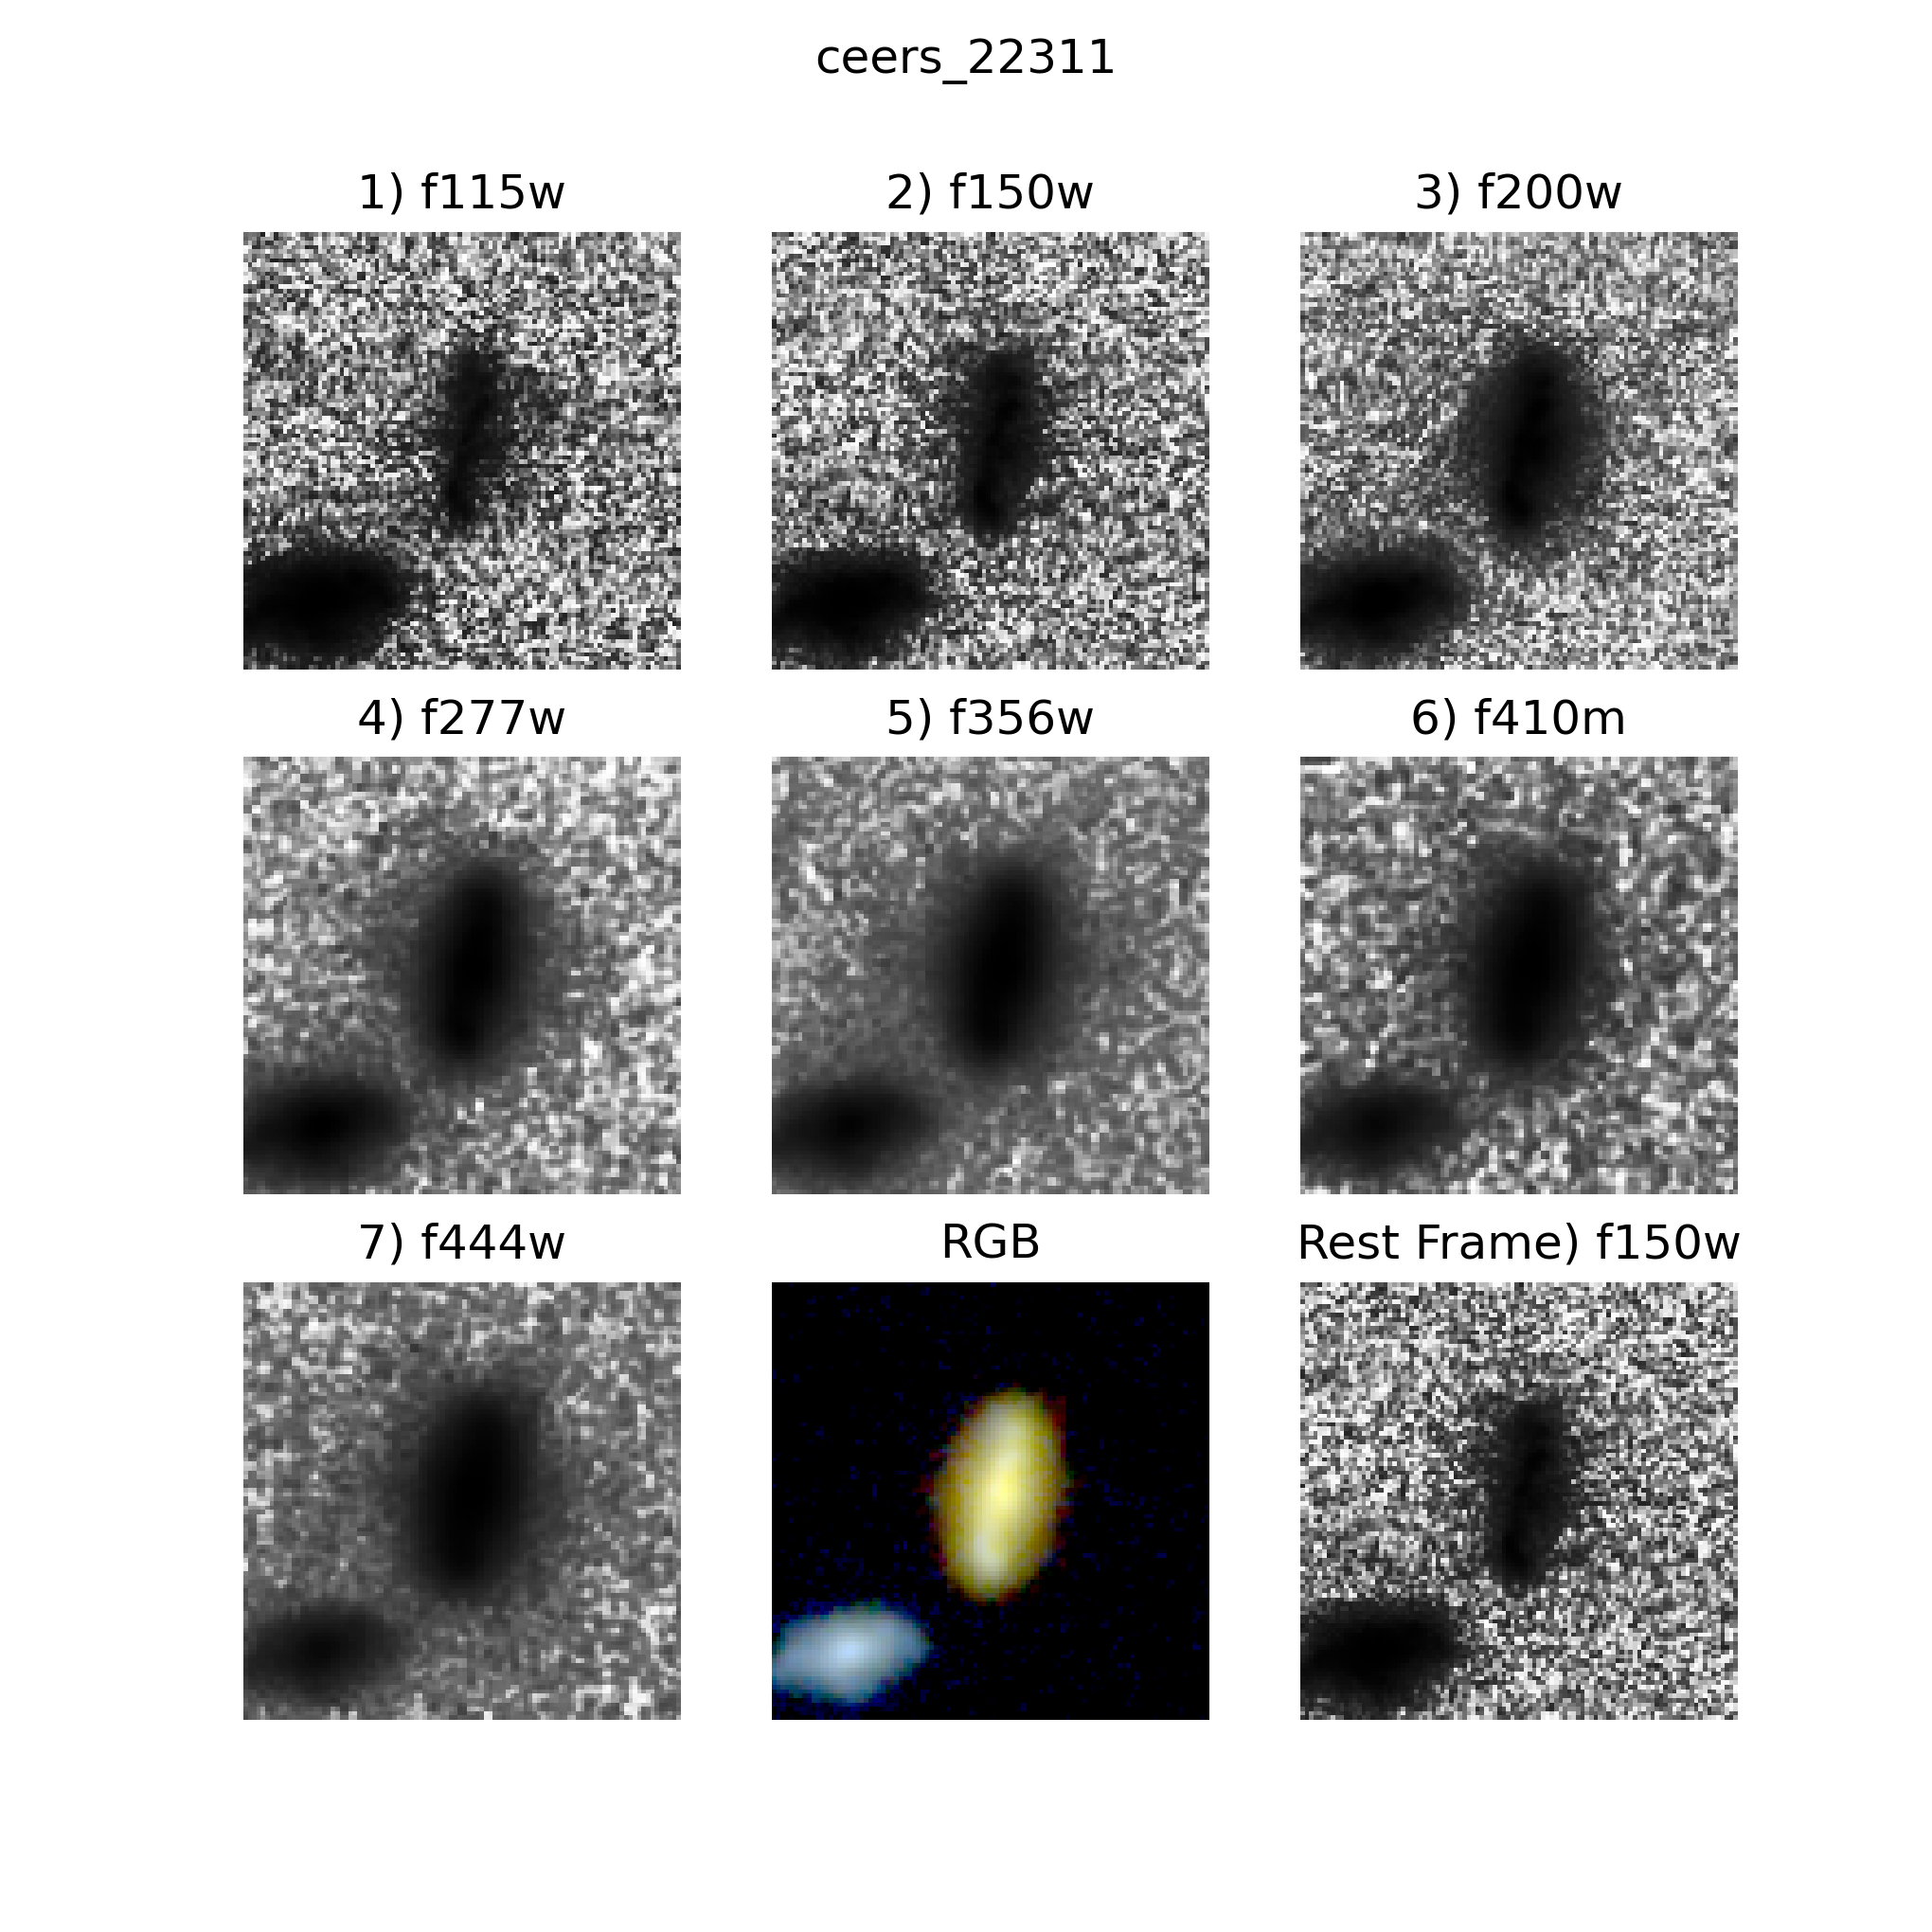 ceers_22311
1) f115w
2) f150w
3) f200w
4) f277w
5) f356w
6) f410m
7) f444w
RGB
Rest Frame) f150w